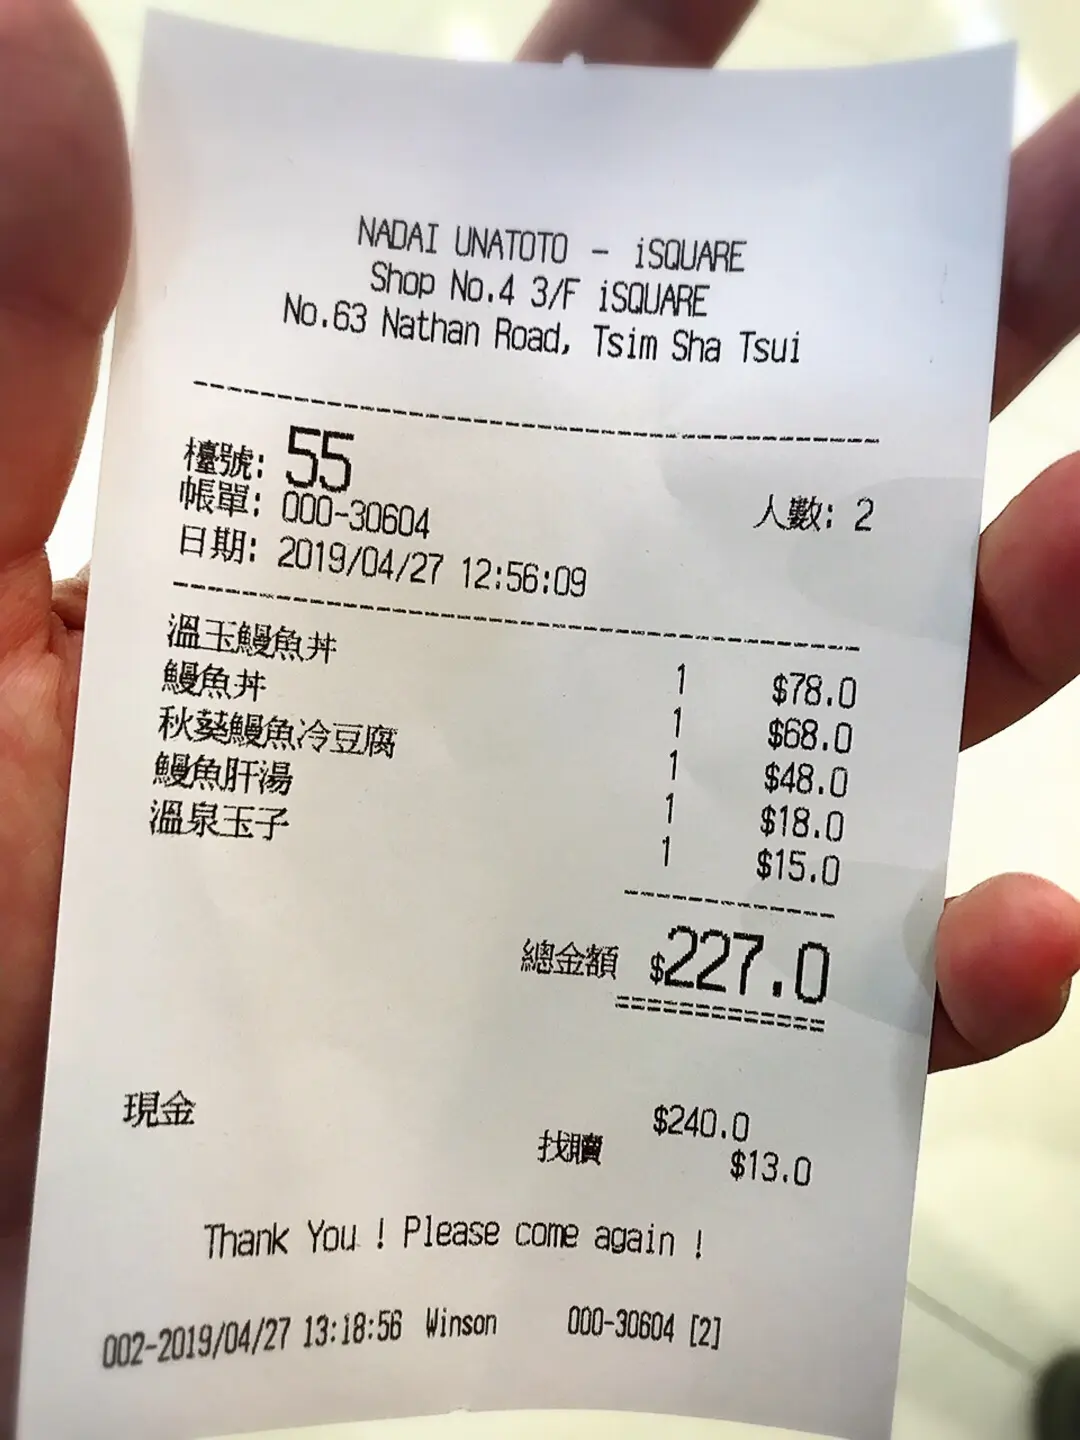 NADAI UNATOTO - iSQUARE
Shop No.4 3/F iSQUARE
No.63 Nathan Road, Tsim Sha Tsui
檯號: 55
人數: 2
帳單: 000-30604
日期: 2019/04/27 12:56:09
溫玉鰻魚丼 1 $78.0
鰻魚丼 1 $68.0
秋葵鰻魚冷豆腐 1 $48.0
鰻魚肝湯 1 $18.0
溫泉玉子 1 $15.0
總金額 $227.0
現金 $240.0
找贖 $13.0
Thank You ! Please come again !
002-2019/04/27 13:18:56 Winson 000-30604 [2]